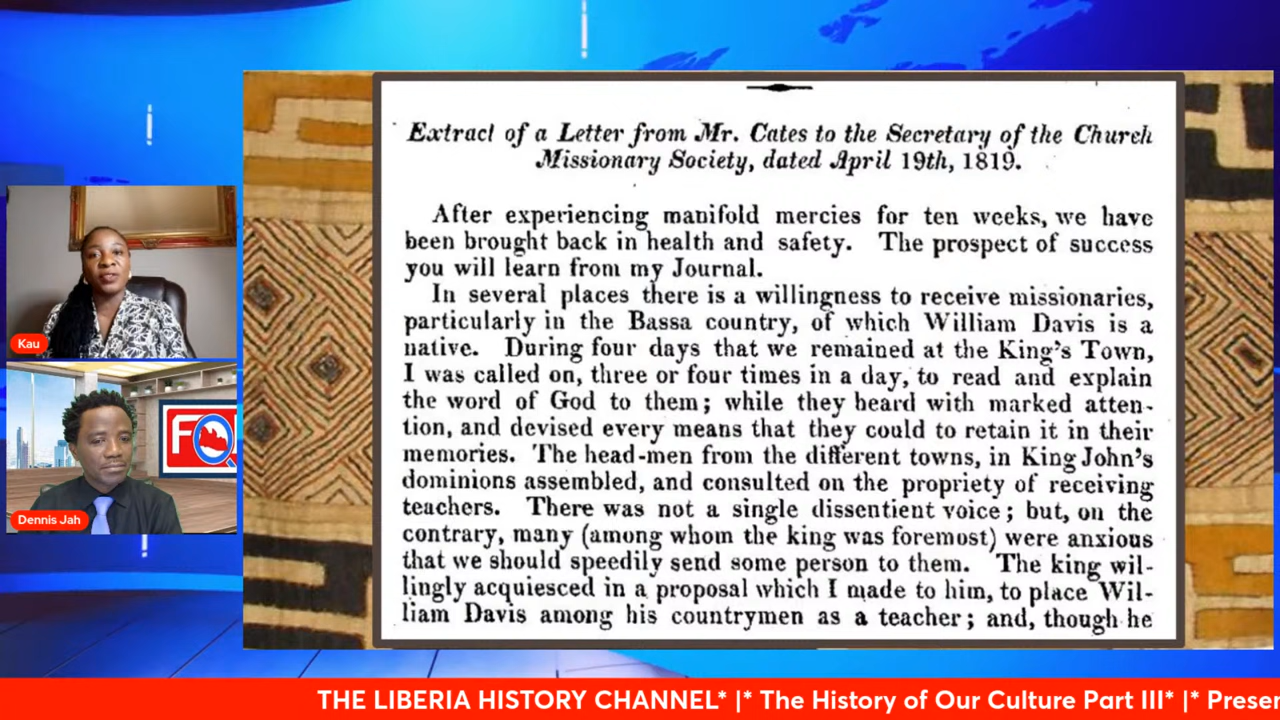 Extract of a Letter from Mr. Cates to the Secretary of the Church
Missionary Society, dated April 19th, 1819.
After experiencing manifold mercies for ten weeks, we have
been brought back in health and safety. The prospect of success
you will learn from my Journal.
In several places there is a willingness to receive missionaries,
particularly in the Bassa country, of which William Davis is a
native. During four days that we remained at the King's Town,
I was called on, three or four times in a day, to read and explain
the word of God to them; while they heard with marked atten-
tion, and devised every means that they could to retain it in their
memories. The head-men from the different towns, in King John's
dominions assembled, and consulted on the propriety of receiving
teachers. There was not a single dissentient voice; but, on the
contrary, many (among whom the king was foremost) were anxious
that we should speedily send some person to them. The king wil-
lingly acquiesced in a proposal which I made to him, to place Wil-
liam Davis among his countrymen as a teacher; and, though he
Kau
FQ
Dennis Jah
THE LIBERIA HISTORY CHANNEL* |* The History of Our Culture Part III* |* Presen